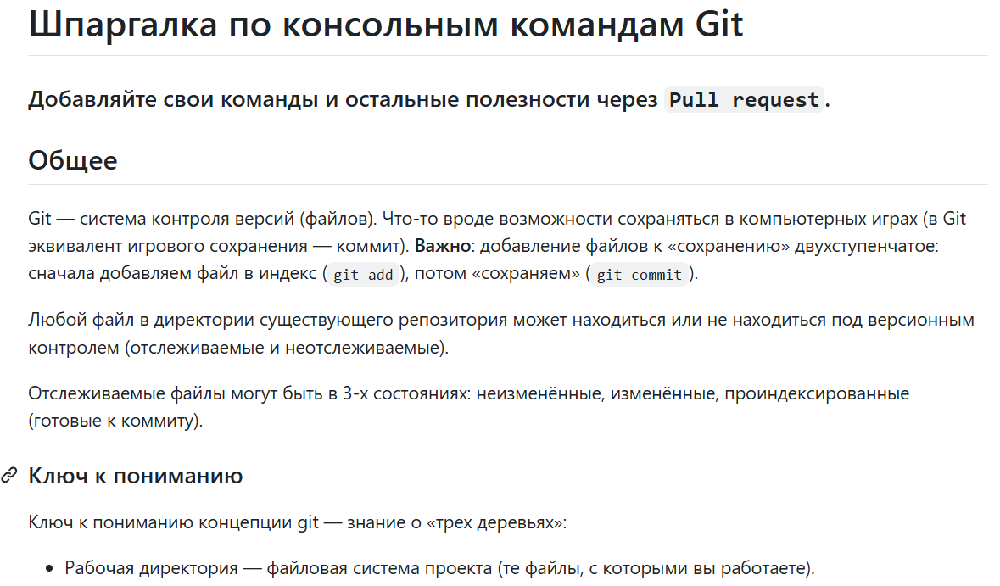 Шпаргалка по консольным командам Git
Добавляйте свои команды и остальные полезности через Pull request.
Общее
Git — система контроля версий (файлов). Что-то вроде возможности сохраняться в компьютерных играх (в Git
эквивалент игрового сохранения — коммит). Важно: добавление файлов к «сохранению» двухступенчатое:
сначала добавляем файл в индекс (git add), потом «сохраняем» (git commit).
Любой файл в директории существующего репозитория может находиться или не находиться под версионным
контролем (отслеживаемые и неотслеживаемые).
Отслеживаемые файлы могут быть в 3-х состояниях: неизменённые, изменённые, проиндексированные
(готовые к коммиту).
Ключ к пониманию
Ключ к пониманию концепции git — знание о «трех деревьях»:
• Рабочая директория — файловая система проекта (те файлы, с которыми вы работаете).